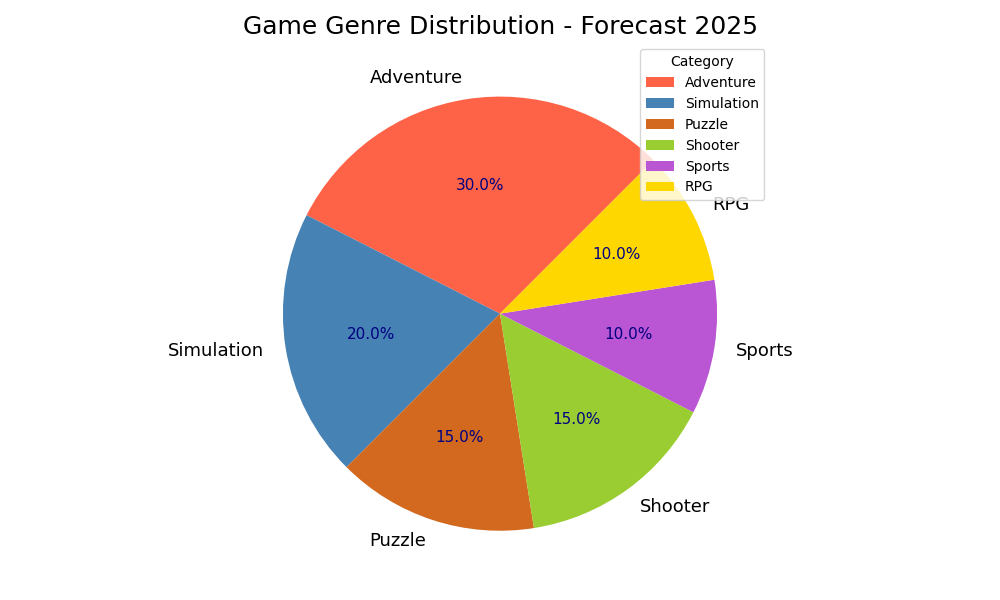 Game Genre Distribution - Forecast 2025
Category
Adventure
Simulation
Puzzle
Shooter
Sports
RPG
Adventure
30.0%
RPG
10.0%
20.0%
10.0%
Simulation
Sports
15.0%
15.0%
Shooter
Puzzle